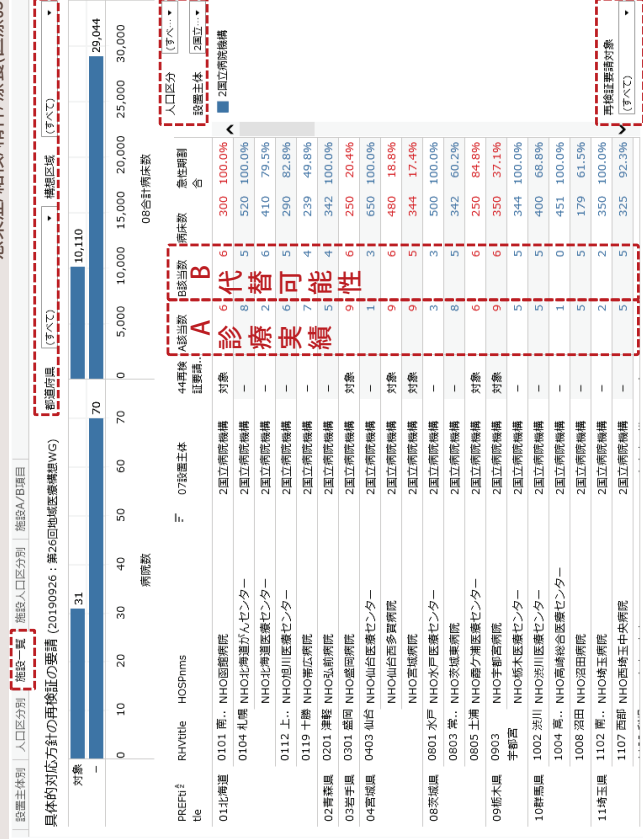 設置主体別 人口区分別 施設一覧 施設人口区分別 施設A/B項目
具体的対応方針の再検証の要請 (20190926：第26回地域医療構想WG)
都道府県 (すべて) 構想区域 (すべて)
対象 31 10,110
– 70 29,044
0 10 20 30 40 50 60 70
病院数
0 5,000 10,000 15,000 20,000 25,000 30,000
08合計病床数
人口区分 (すべ…
設置主体 2国立…
2国立病院機構
再検証要請対象 (すべて)
PREFtitle RHVtitle HOSPnms 07設置主体 44再検証要請.. A該当数 B該当数 病床数 急性期割合
A 診療実績
B 代替可能性
01北海道 0101 南.. NHO函館病院 2国立病院機構 対象 6 6 300 100.0%
0104 札幌 NHO北海道がんセンター 2国立病院機構 – 8 5 520 100.0%
NHO北海道医療センター 2国立病院機構 – 2 6 410 79.5%
0112 上.. NHO旭川医療センター 2国立病院機構 – 6 5 290 82.8%
0119 十勝 NHO帯広病院 2国立病院機構 – 7 4 239 49.8%
02青森県 0201 津軽 NHO弘前病院 2国立病院機構 – 5 4 342 100.0%
03岩手県 0301 盛岡 NHO盛岡病院 2国立病院機構 対象 9 6 250 20.4%
04宮城県 0403 仙台 NHO仙台医療センター 2国立病院機構 – 1 3 650 100.0%
NHO仙台西多賀病院 2国立病院機構 対象 9 6 480 18.8%
NHO宮城病院 2国立病院機構 対象 9 5 344 17.4%
08茨城県 0801 水戸 NHO水戸医療センター 2国立病院機構 – 3 3 500 100.0%
0803 常.. NHO茨城東病院 2国立病院機構 – 8 5 342 60.2%
0805 土浦 NHO霞ケ浦医療センター 2国立病院機構 対象 6 6 250 84.8%
09栃木県 0903 宇都宮 NHO宇都宮病院 2国立病院機構 対象 9 6 350 37.1%
NHO栃木医療センター 2国立病院機構 – 5 5 344 100.0%
10群馬県 1002 渋川 NHO渋川医療センター 2国立病院機構 – 5 5 400 68.8%
1004 高.. NHO高崎総合医療センター 2国立病院機構 – 1 0 451 100.0%
1008 沼田 NHO沼田病院 2国立病院機構 – 5 5 179 61.5%
11埼玉県 1102 南.. NHO埼玉病院 2国立病院機構 – 2 2 350 100.0%
1107 西部 NHO西埼玉中央病院 2国立病院機構 – 5 5 325 92.3%